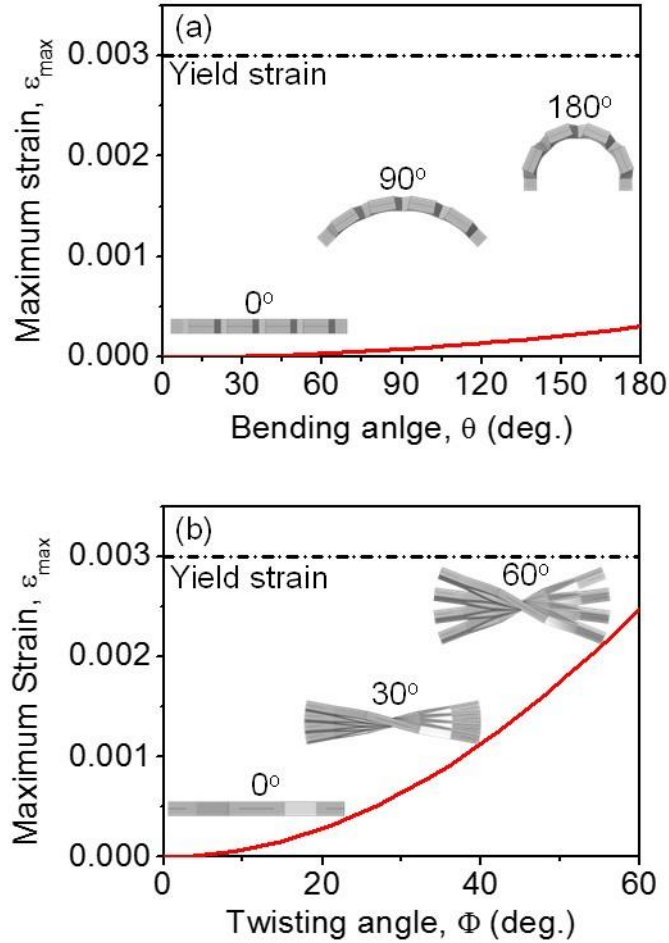 (a)
0.003
Yield strain
180°
0.002
90°
0.001
0°
0.000
0 30 60 90 120 150 180
Bending anlge, θ (deg.)
Maximum strain, ε_max
(b)
0.003
Yield strain
60°
0.002
30°
0.001
0°
0.000
0 20 40 60
Twisting angle, Φ (deg.)
Maximum Strain, ε_max